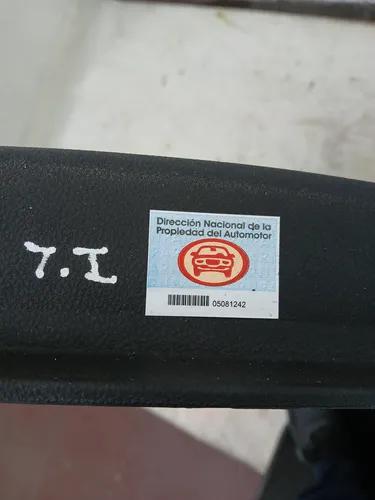 Dirección Nacional de la
Propiedad del Automotor
T.I
05081242